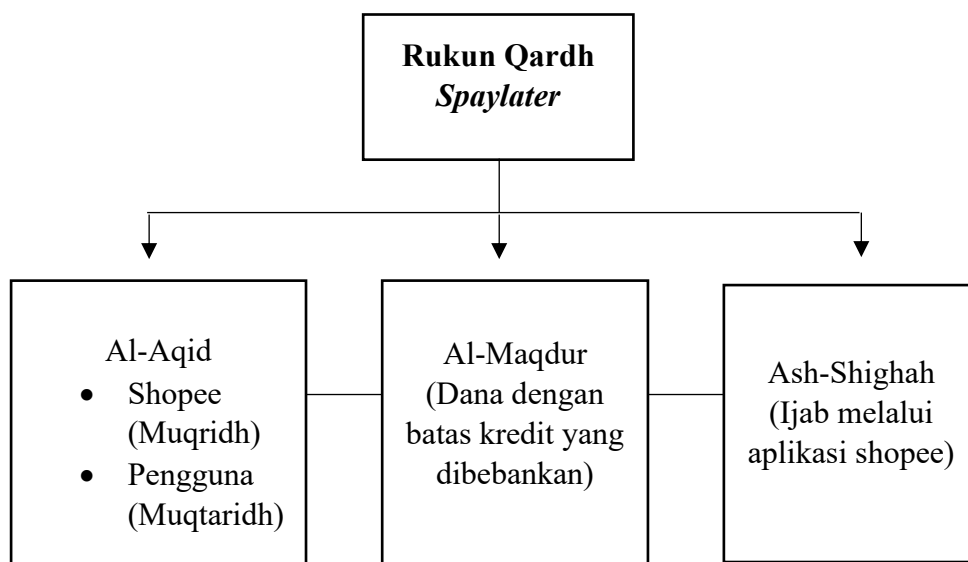 Rukun Qardh
Spaylater
Al-Aqid
• Shopee
(Muqridh)
• Pengguna
(Muqtaridh)
Al-Maqdur
(Dana dengan
batas kredit yang
dibebankan)
Ash-Shighah
(Ijab melalui
aplikasi shopee)